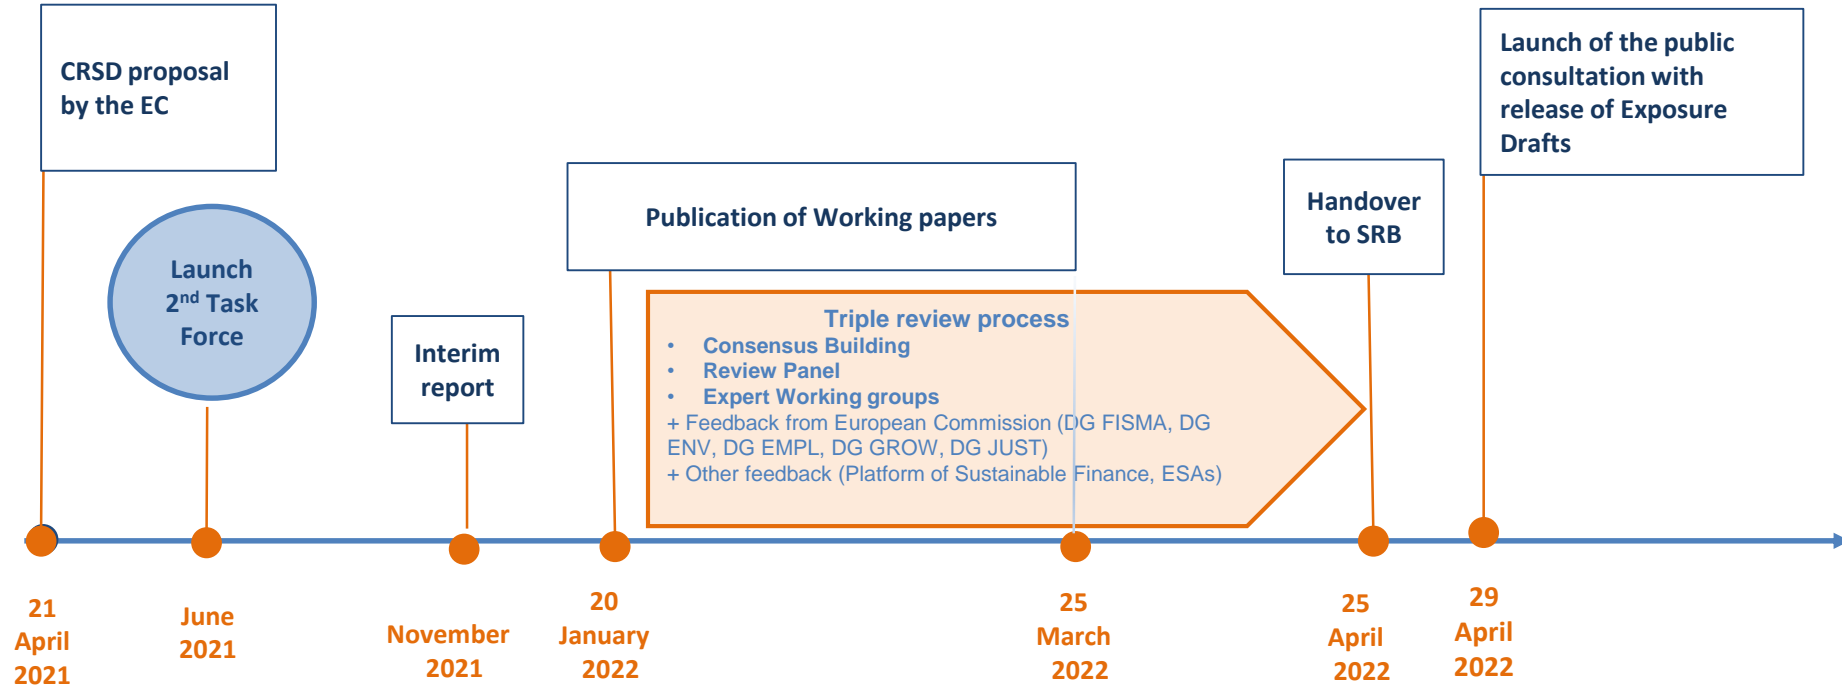 CRSD proposal
by the EC
Launch
2nd Task
Force
Interim
report
Publication of Working papers
Triple review process
• Consensus Building
• Review Panel
• Expert Working groups
+ Feedback from European Commission (DG FISMA, DG
ENV, DG EMPL, DG GROW, DG JUST)
+ Other feedback (Platform of Sustainable Finance, ESAs)
Handover
to SRB
Launch of the public
consultation with
release of Exposure
Drafts
21
April
2021
June
2021
November
2021
20
January
2022
25
March
2022
25
April
2022
29
April
2022